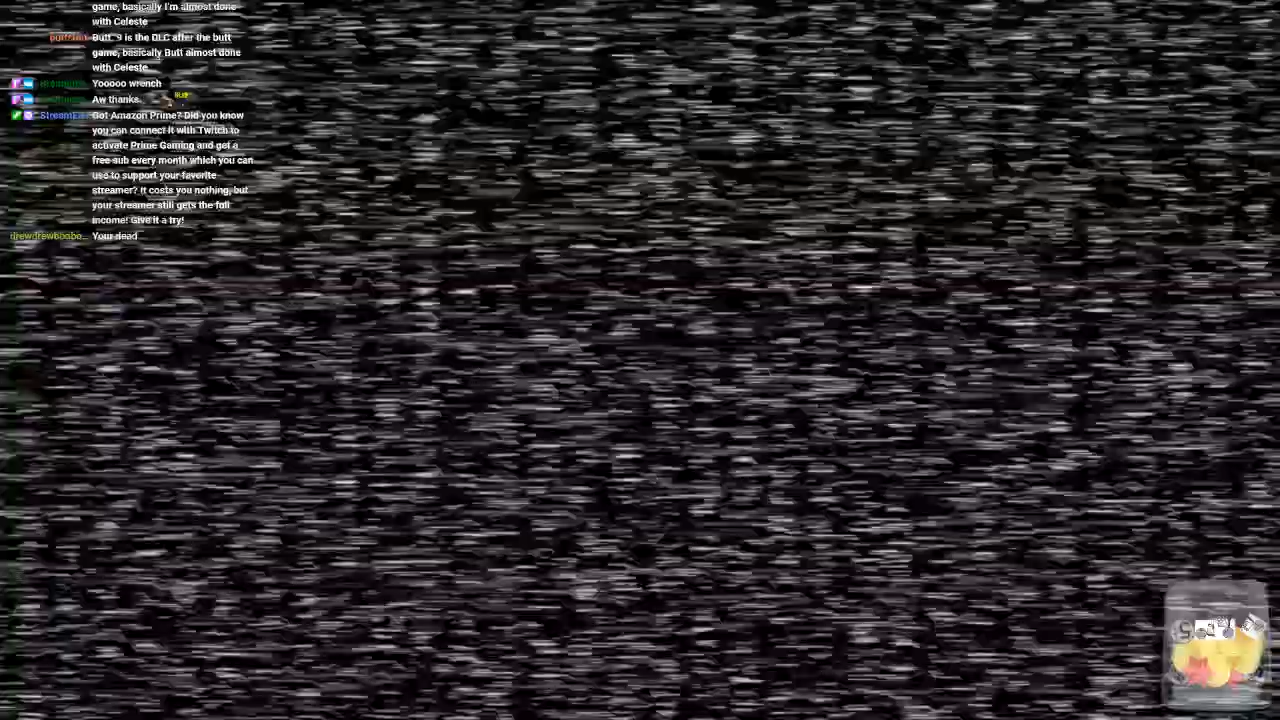 game, basically I'm almost done
with Celeste
Butt_9 is the DLC after the butt
game, basically Butt almost done
with Celeste
Yooooo wrench
Aw thanks
Got Amazon Prime? Did you know
you can connect it with Twitch to
activate Prime Gaming and get a
free sub every month which you can
use to support your favorite
streamer? It costs you nothing, but
your streamer still gets the full
income! Give it a try!
Your dead